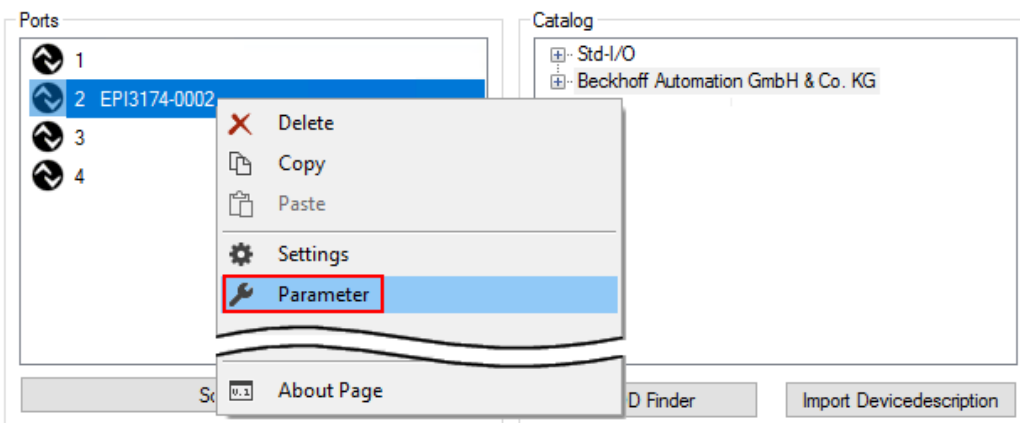 Ports
1
2 EPI3174-0002
3
4
Catalog
Std-I/O
Beckhoff Automation GmbH & Co. KG
Delete
Copy
Paste
Settings
Parameter
About Page
D Finder
Import Devicedescription